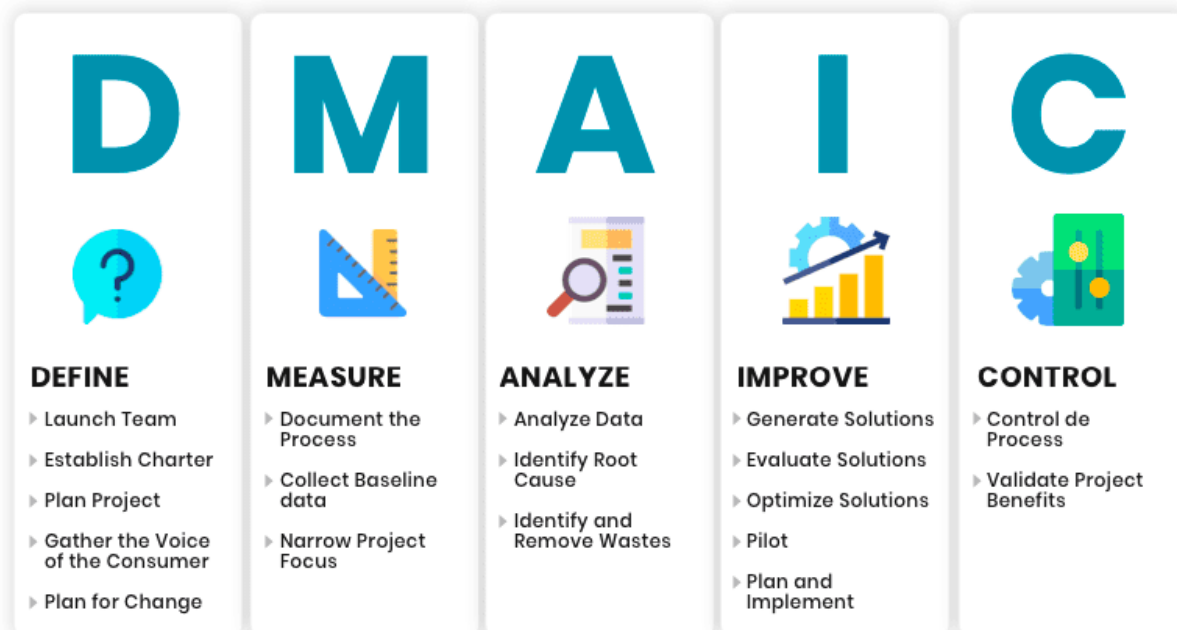 D
M
A
I
C
?
DEFINE
Launch Team
Establish Charter
Plan Project
Gather the Voice
of the Consumer
Plan for Change
MEASURE
Document the
Process
Collect Baseline
data
Narrow Project
Focus
ANALYZE
Analyze Data
Identify Root
Cause
Identify and
Remove Wastes
IMPROVE
Generate Solutions
Evaluate Solutions
Optimize Solutions
Pilot
Plan and
Implement
CONTROL
Control de
Process
Validate Project
Benefits